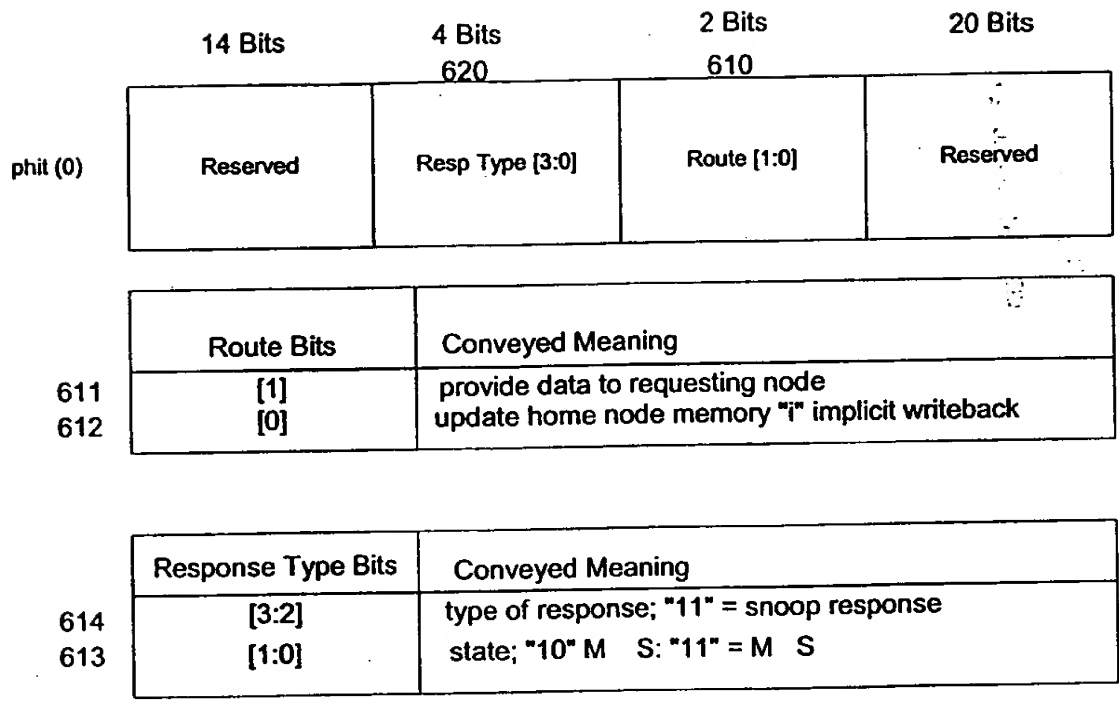 14 Bits 4 Bits 2 Bits 20 Bits
620 610
phit (0) Reserved Resp Type [3:0] Route [1:0] Reserved
Route Bits Conveyed Meaning
611 [1] provide data to requesting node
612 [0] update home node memory "i" implicit writeback
Response Type Bits Conveyed Meaning
614 [3:2] type of response; "11" = snoop response
613 [1:0] state; "10" M S: "11" = M S